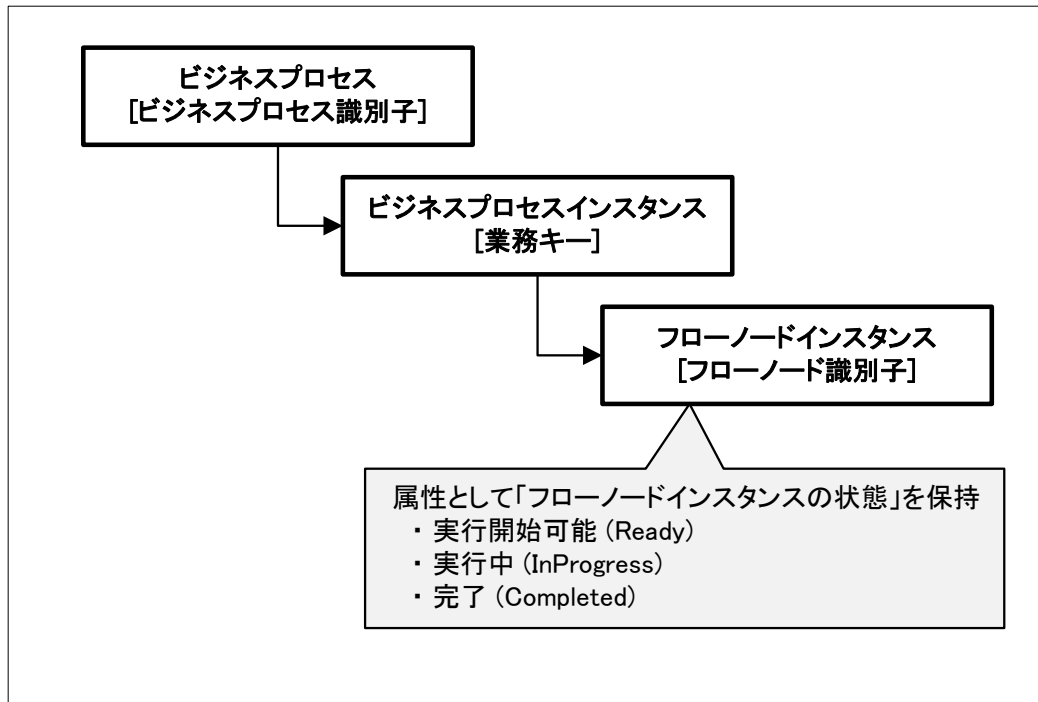 ビジネスプロセス
[ビジネスプロセス識別子]
ビジネスプロセスインスタンス
[業務キー]
フローノードインスタンス
[フローノード識別子]
属性として「フローノードインスタンスの状態」を保持
・ 実行開始可能 (Ready)
・ 実行中 (InProgress)
・ 完了 (Completed)